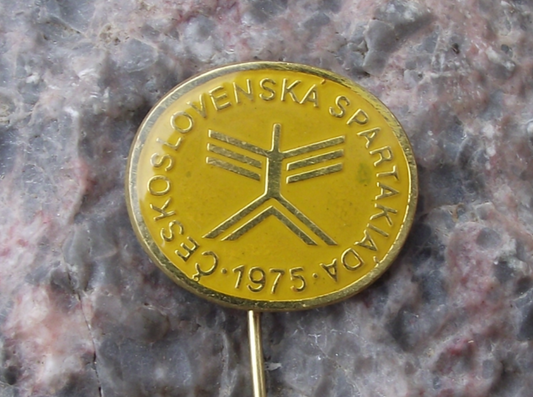 ČESKOSLOVENSKÁ SPARTAKIÁDA
· 1975 ·